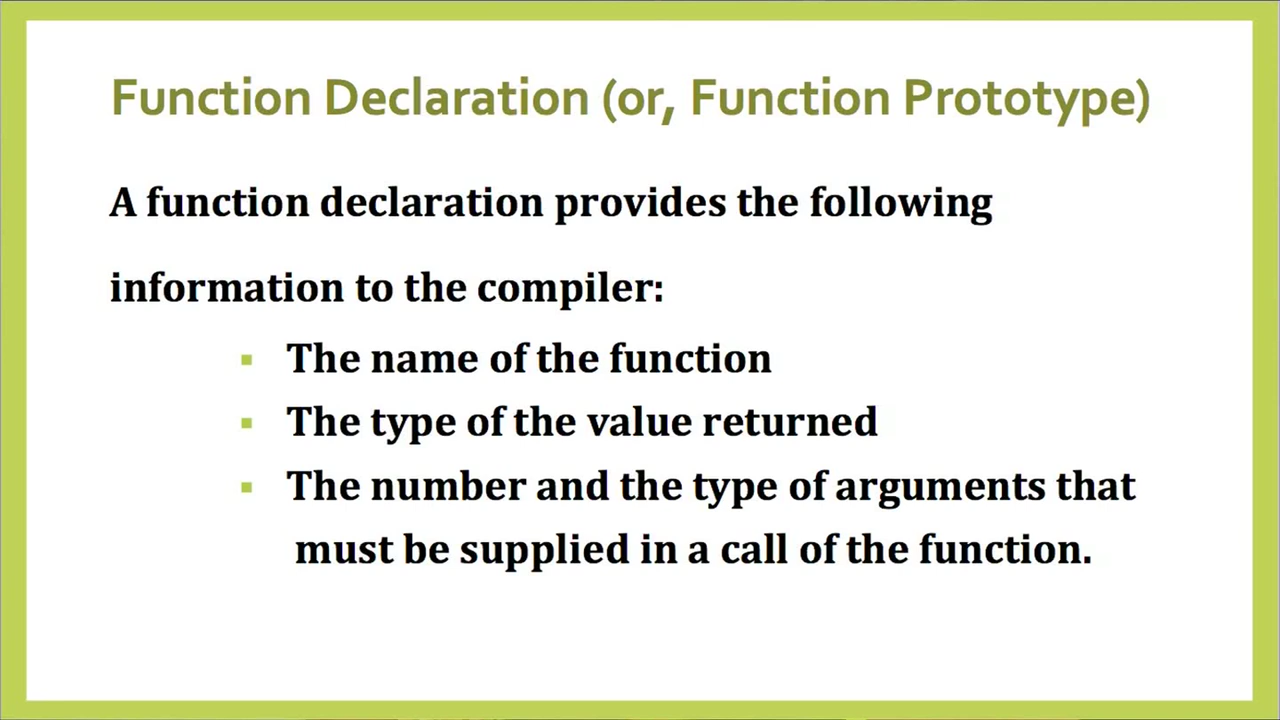 Function Declaration (or, Function Prototype)
A function declaration provides the following
information to the compiler:
▪ The name of the function
▪ The type of the value returned
▪ The number and the type of arguments that
must be supplied in a call of the function.